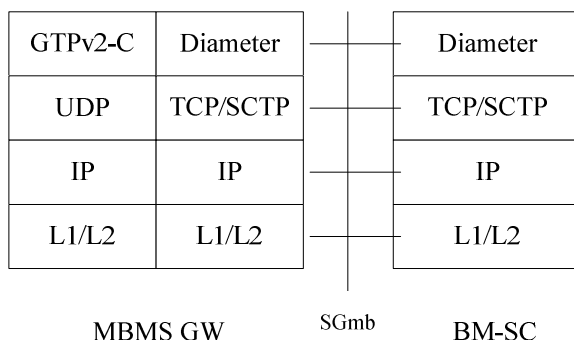 GTPv2-C Diameter Diameter
UDP TCP/SCTP TCP/SCTP
IP IP IP
L1/L2 L1/L2 L1/L2
MBMS GW SGmb BM-SC